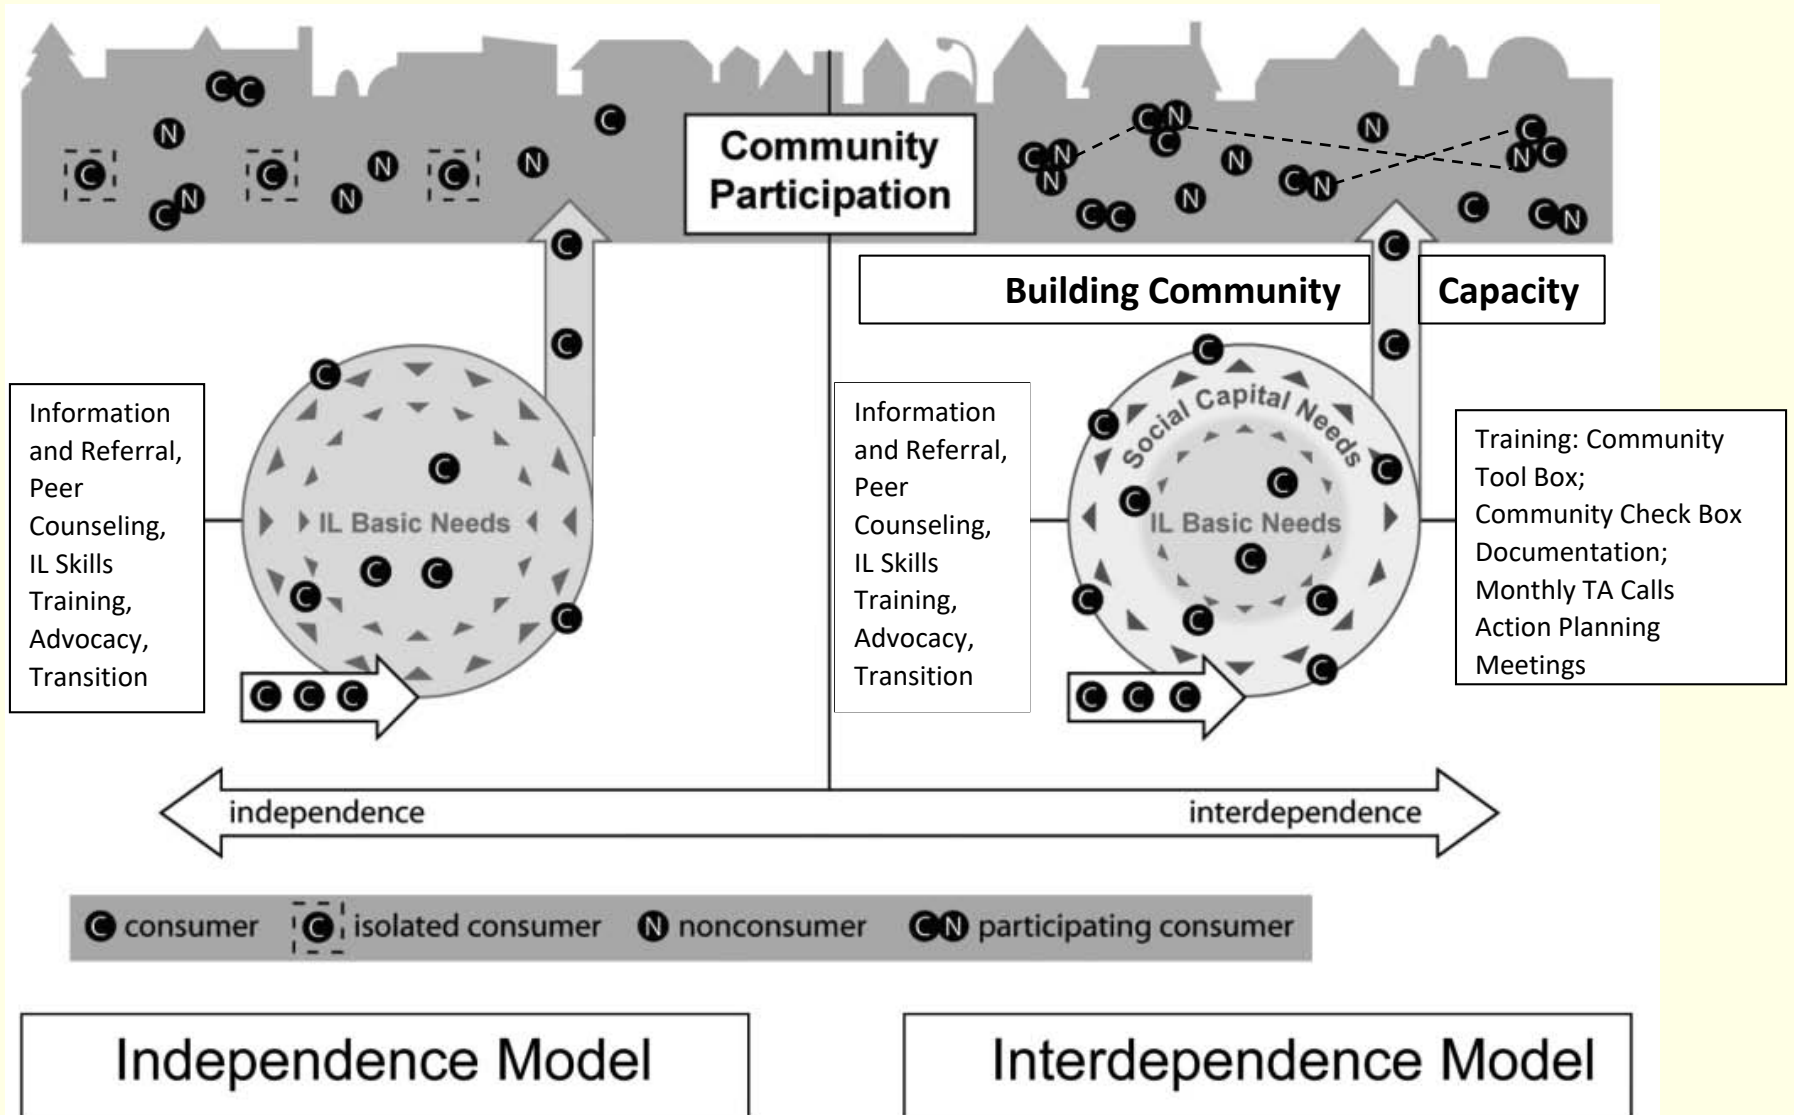 C C
N
C
N
C
C
C
N
C
N
N
C
Community
Participation
C N
C
C N
N
N
N
C C
N
C N
C
N C
C
C N
C
C
Building Community
C
Capacity
C
C
C
Information
and Referral,
Peer
Counseling,
IL Skills
Training,
Advocacy,
Transition
C
IL Basic Needs
C
C
C
C
C C C
Information
and Referral,
Peer
Counseling,
IL Skills
Training,
Advocacy,
Transition
C
C
Social Capital Needs
C
C
C
IL Basic Needs
C
C
C
C
C
C C C
Training: Community
Tool Box;
Community Check Box
Documentation;
Monthly TA Calls
Action Planning
Meetings
independence
interdependence
C consumer
C isolated consumer
N nonconsumer
CN participating consumer
Independence Model
Interdependence Model